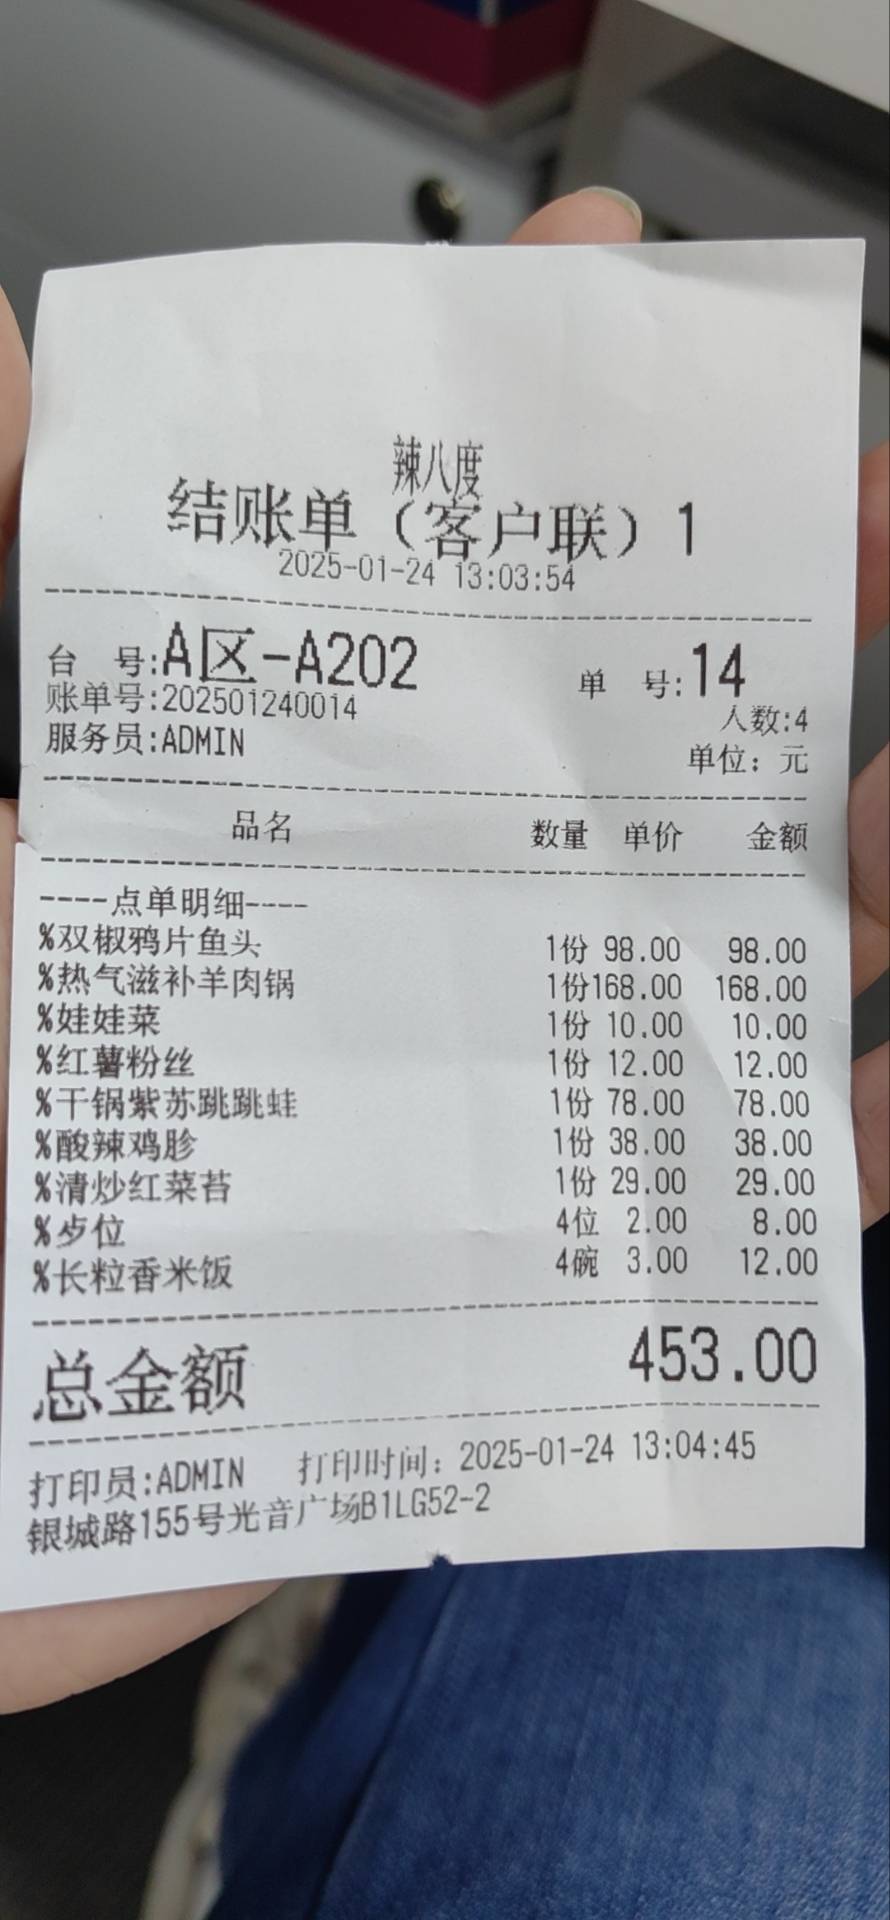 辣八度
结账单（客户联）1
2025-01-24 13:03:54
台 号:A区-A202 单 号:14
账单号:202501240014 人数:4
服务员:ADMIN 单位：元
品名 数量 单价 金额
----点单明细----
%双椒鸦片鱼头 1份 98.00 98.00
%热气滋补羊肉锅 1份168.00 168.00
%娃娃菜 1份 10.00 10.00
%红薯粉丝 1份 12.00 12.00
%干锅紫苏跳跳蛙 1份 78.00 78.00
%酸辣鸡胗 1份 38.00 38.00
%清炒红菜苔 1份 29.00 29.00
%歺位 4位 2.00 8.00
%长粒香米饭 4碗 3.00 12.00
总金额 453.00
打印员:ADMIN 打印时间：2025-01-24 13:04:45
银城路155号光音广场B1LG52-2